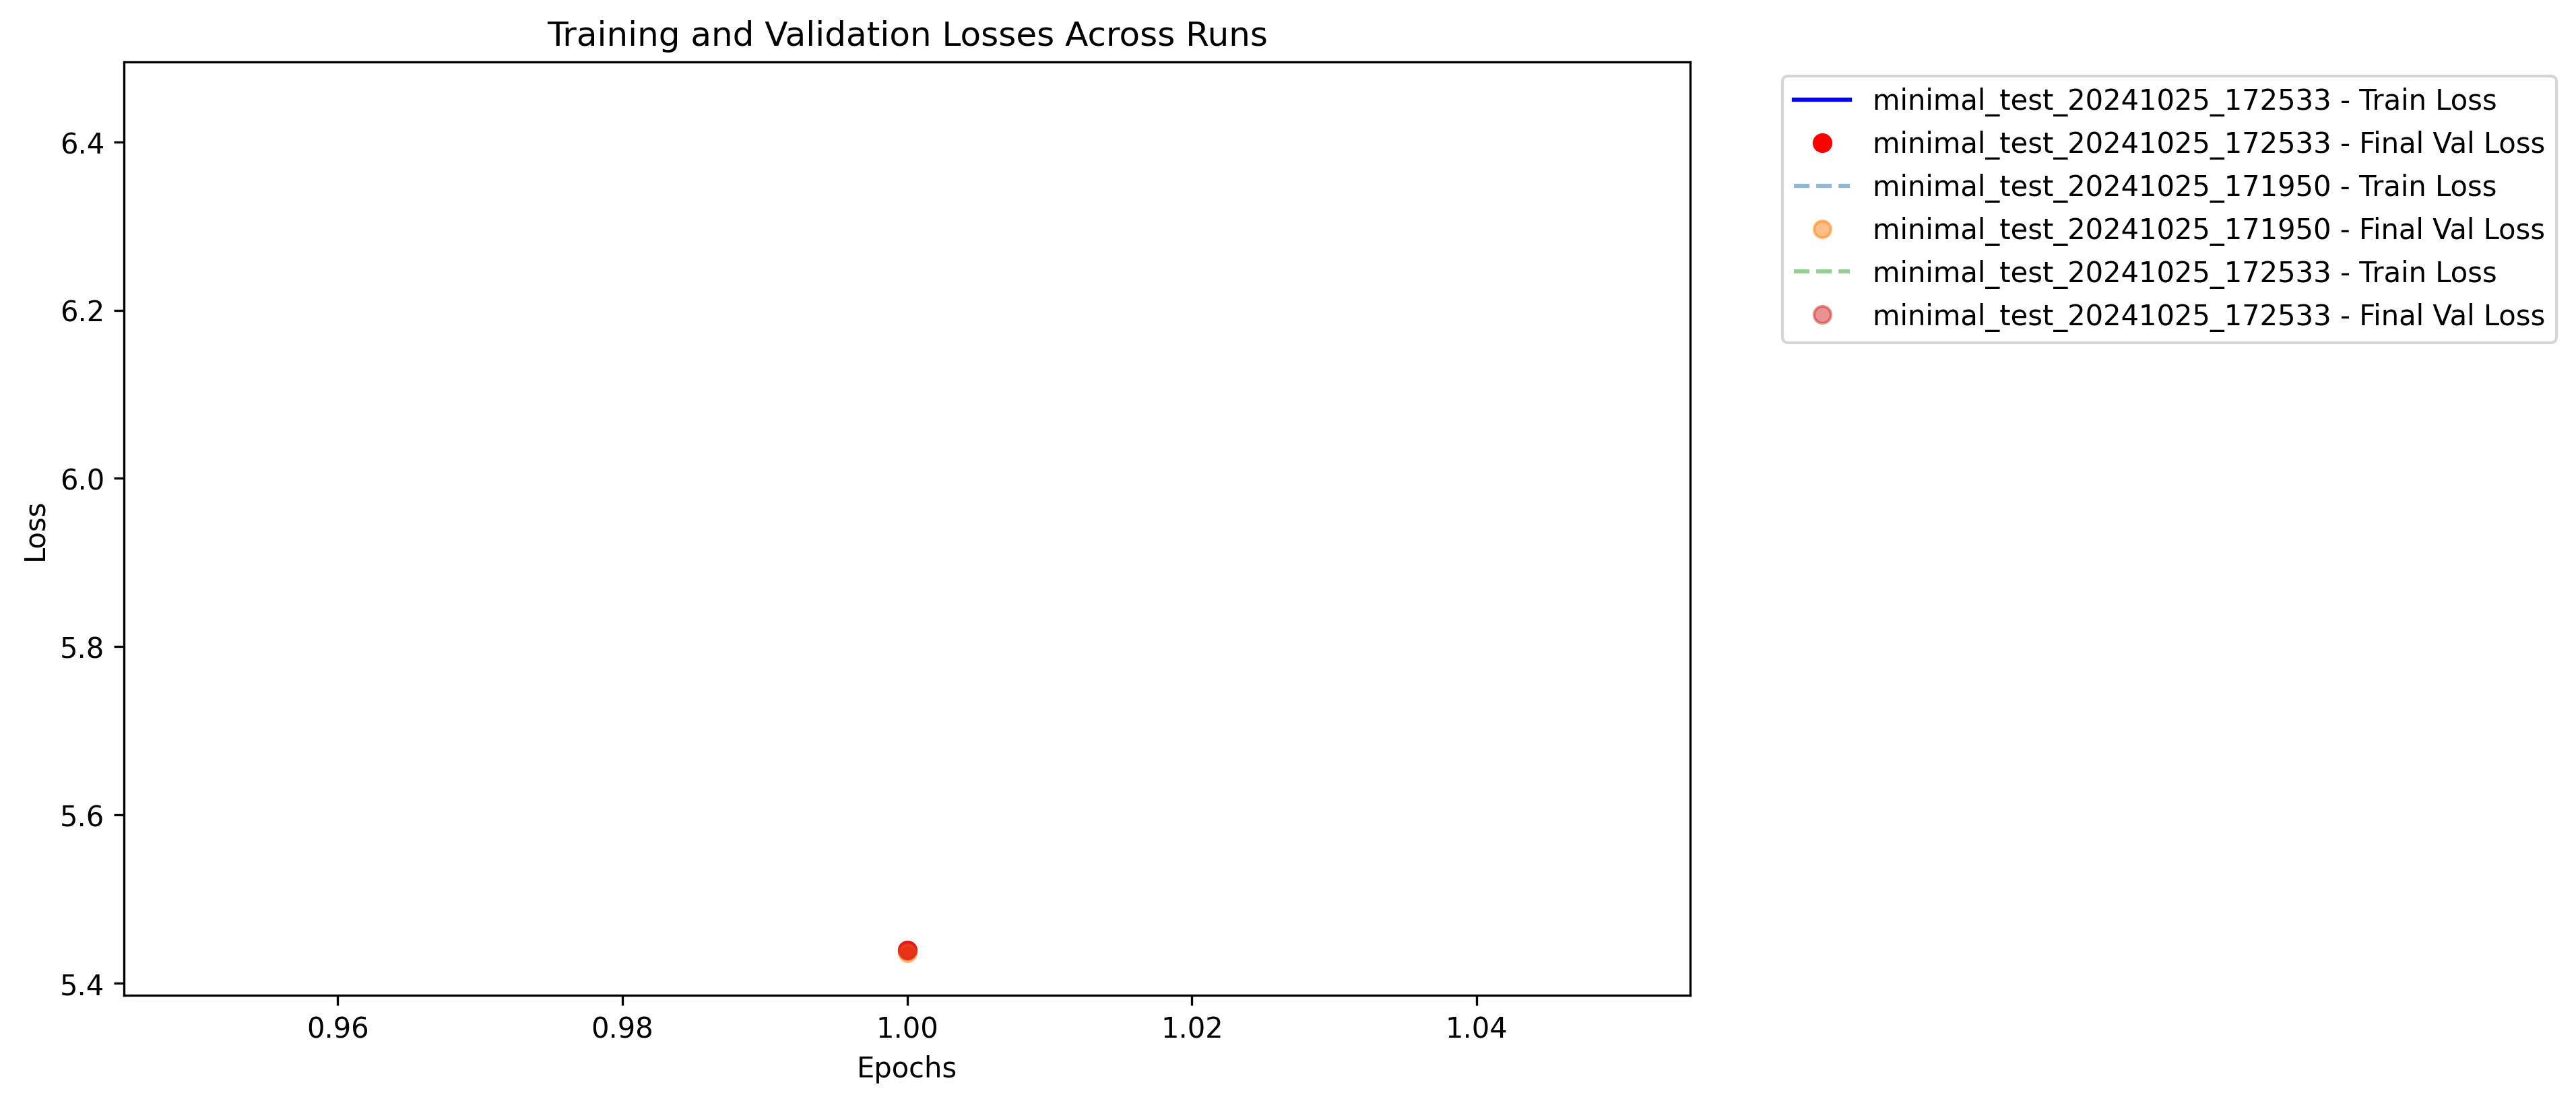 Training and Validation Losses Across Runs
minimal_test_20241025_172533 - Train Loss
minimal_test_20241025_172533 - Final Val Loss
minimal_test_20241025_171950 - Train Loss
minimal_test_20241025_171950 - Final Val Loss
minimal_test_20241025_172533 - Train Loss
minimal_test_20241025_172533 - Final Val Loss
Loss
6.4
6.2
6.0
5.8
5.6
5.4
0.96 0.98 1.00 1.02 1.04
Epochs